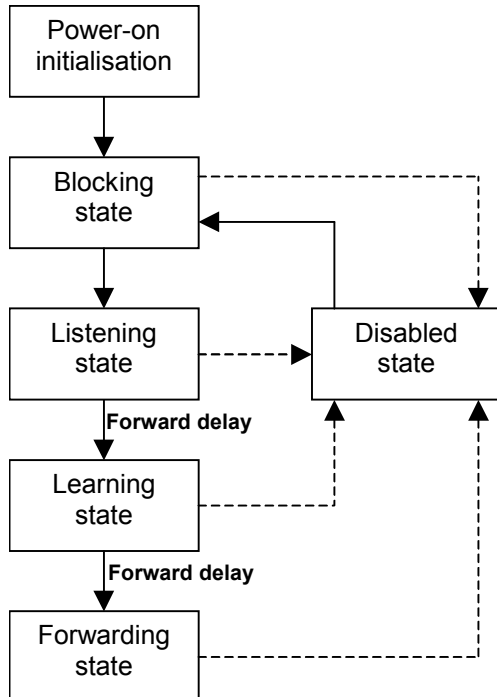 Power-on
initialisation
Blocking
state
Listening
state
Disabled
state
Forward delay
Learning
state
Forward delay
Forwarding
state